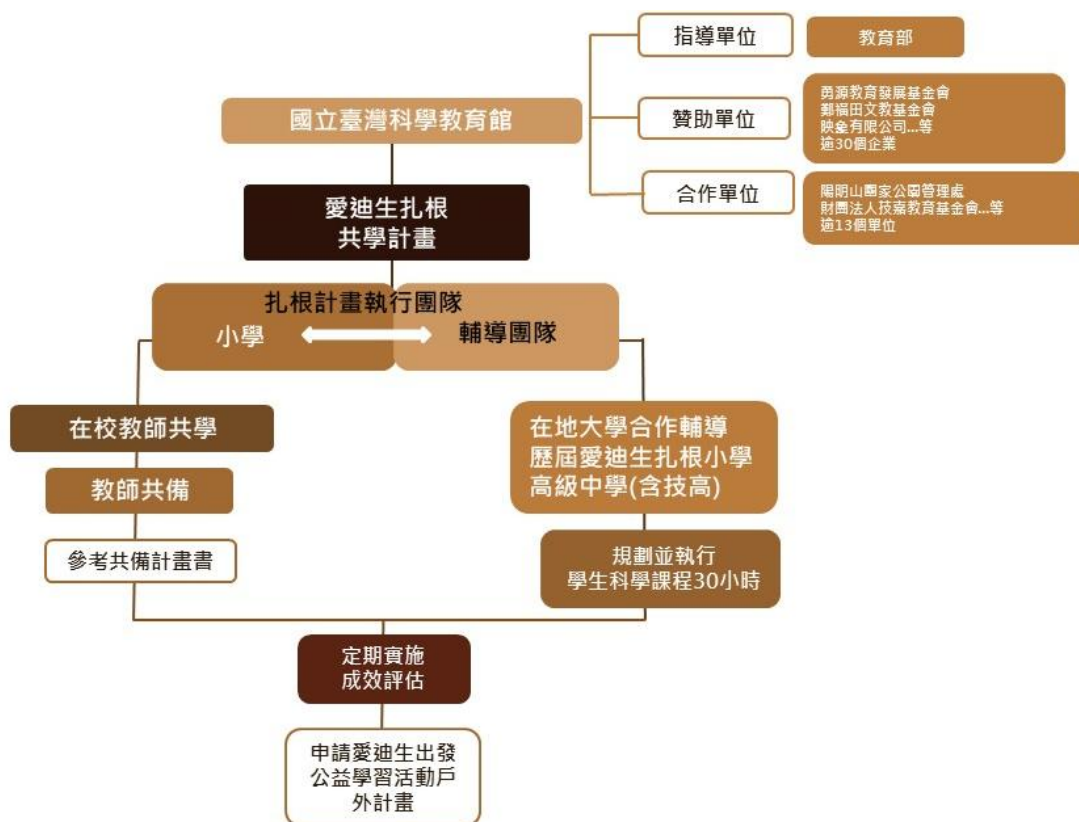 指導單位
教育部
國立臺灣科學教育館
贊助單位
勇源教育發展基金會
鄭福田文教基金會
映象有限公司...等
逾30個企業
合作單位
陽明山國家公園管理處
財團法人技嘉教育基金會...等
逾13個單位
愛迪生扎根
共學計畫
扎根計畫執行團隊
小學
輔導團隊
在校教師共學
教師共備
參考共備計畫書
在地大學合作輔導
歷屆愛迪生扎根小學
高級中學(含技高)
規劃並執行
學生科學課程30小時
定期實施
成效評估
申請愛迪生出發
公益學習活動戶
外計畫